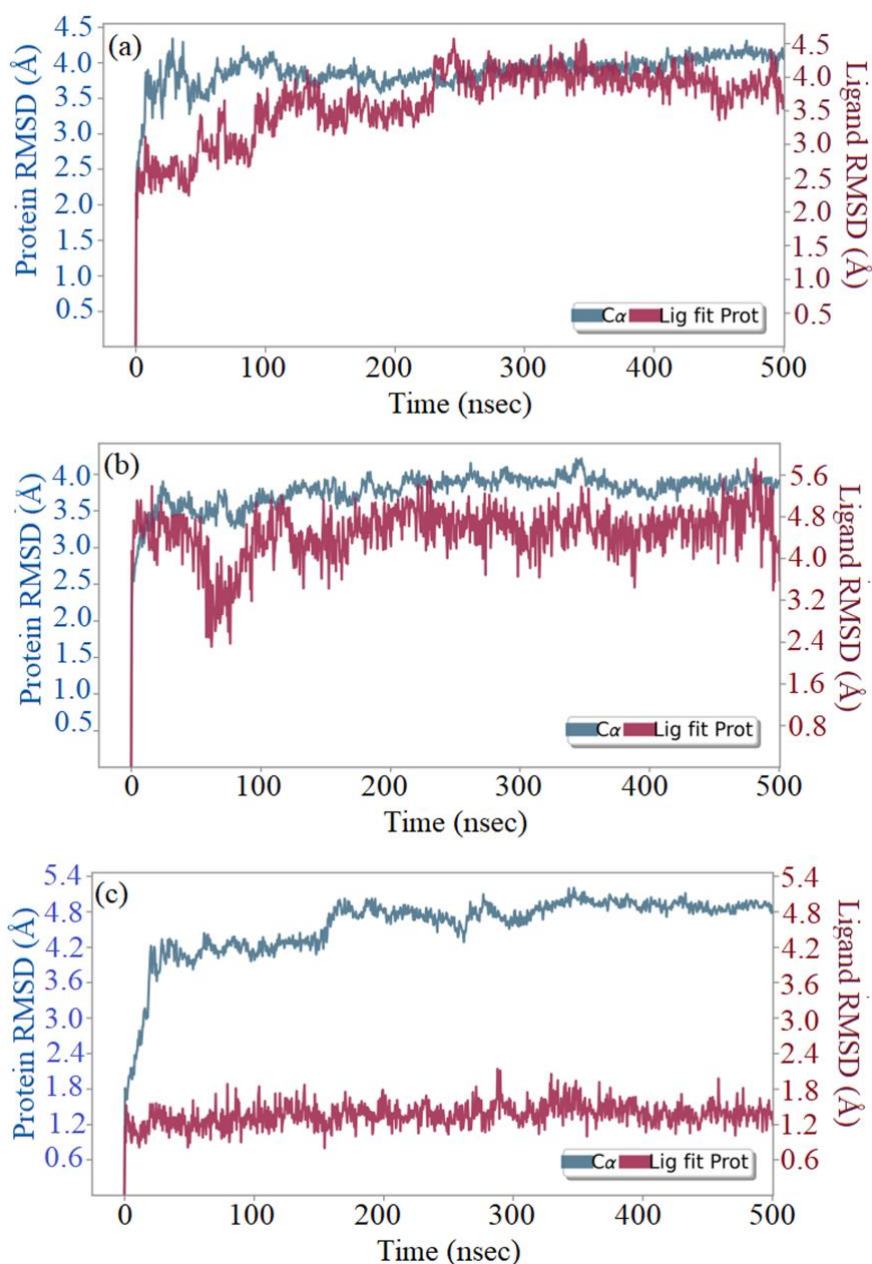 (a)
Protein RMSD (Å)
4.5
4.0
3.5
3.0
2.5
2.0
1.5
1.0
0.5
4.5
4.0
3.5
3.0
2.5
2.0
1.5
1.0
0.5
Ligand RMSD (Å)
Cα Lig fit Prot
0 100 200 300 400 500
Time (nsec)
(b)
Protein RMSD (Å)
4.0
3.5
3.0
2.5
2.0
1.5
1.0
0.5
5.6
4.8
4.0
3.2
2.4
1.6
0.8
Ligand RMSD (Å)
Cα Lig fit Prot
0 100 200 300 400 500
Time (nsec)
(c)
Protein RMSD (Å)
5.4
4.8
4.2
3.6
3.0
2.4
1.8
1.2
0.6
5.4
4.8
4.2
3.6
3.0
2.4
1.8
1.2
0.6
Ligand RMSD (Å)
Cα Lig fit Prot
0 100 200 300 400 500
Time (nsec)